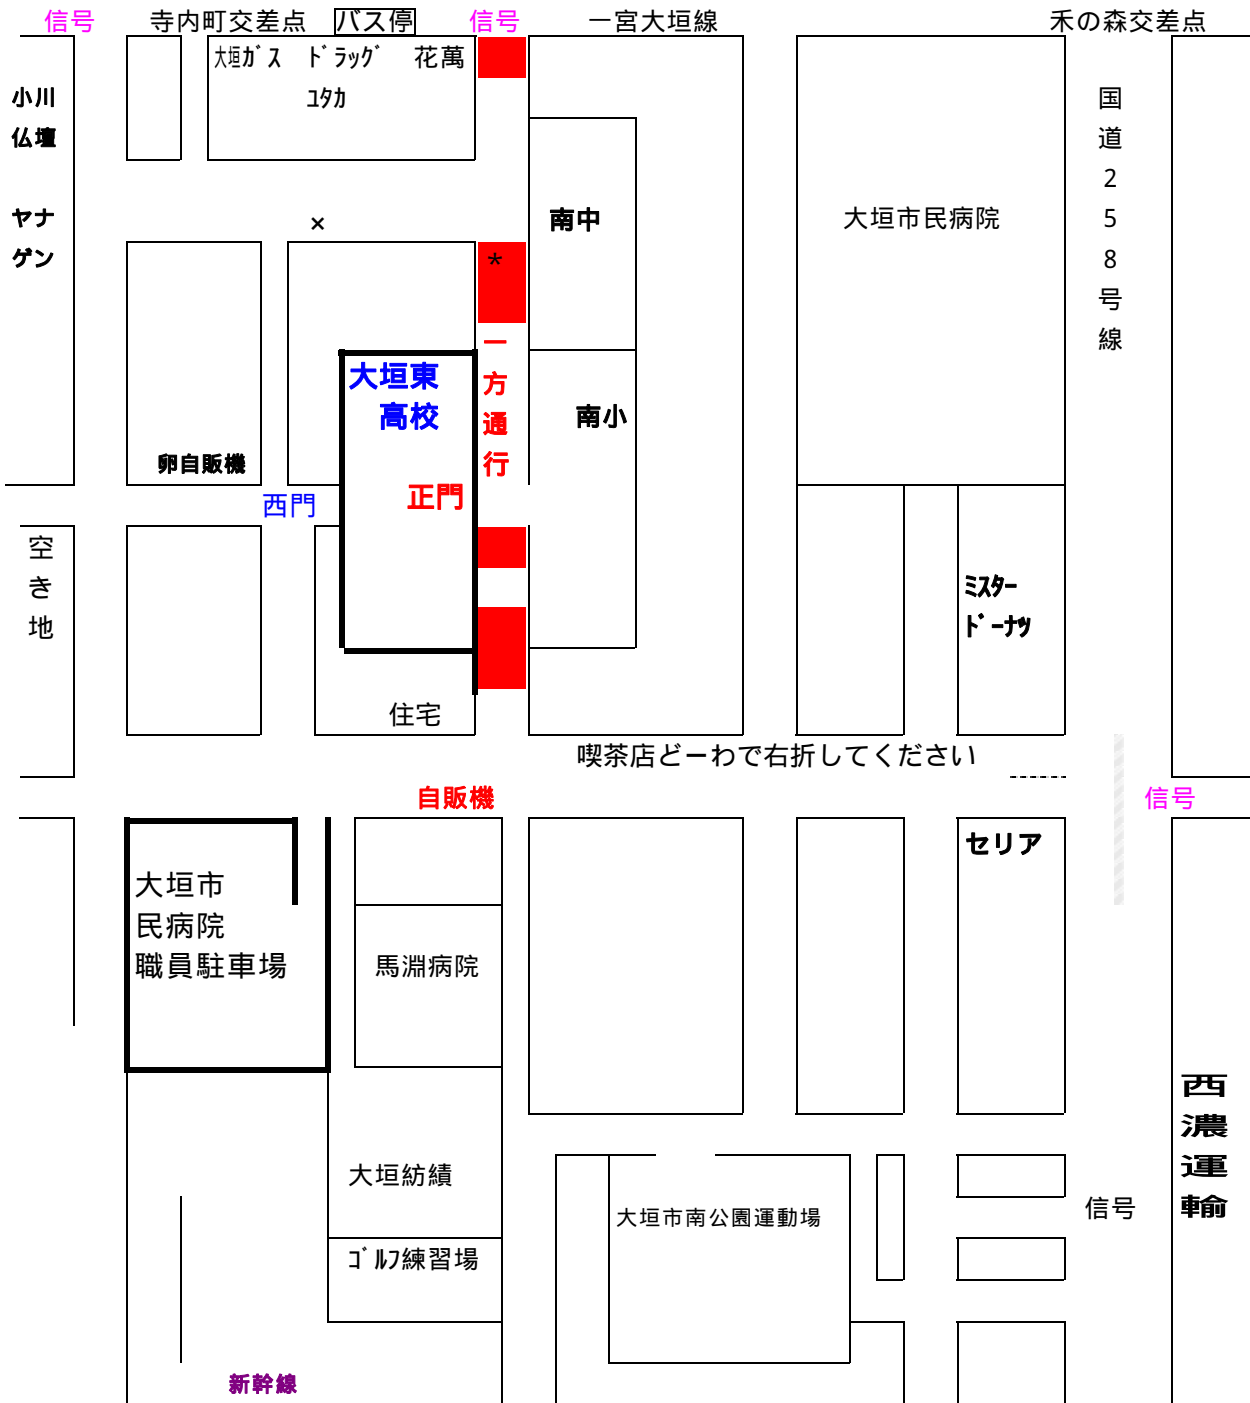 信号
寺内町交差点
バス停
信号
一宮大垣線
禾の森交差点
大垣ガス
ドラッグ
ユタカ
花萬
小川
仏壇
ヤナ
ゲン
国道258号線
×
南中
大垣市民病院
*
一方通行
大垣東
高校
南小
卵自販機
西門
正門
空き地
ミスター
ドーナツ
住宅
喫茶店どーわで右折してください
自販機
信号
セリア
大垣市
民病院
職員駐車場
馬淵病院
西濃運輸
大垣紡績
大垣市南公園運動場
信号
ゴルフ練習場
新幹線